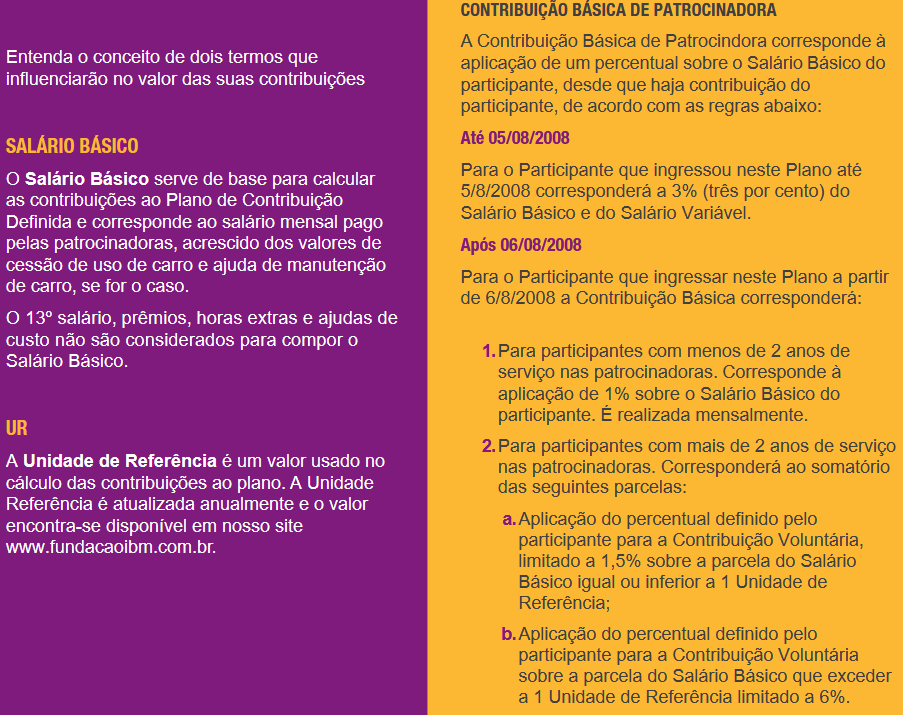 Entenda o conceito de dois termos que
influenciarão no valor das suas contribuições
SALÁRIO BÁSICO
O Salário Básico serve de base para calcular
as contribuições ao Plano de Contribuição
Definida e corresponde ao salário mensal pago
pelas patrocinadoras, acrescido dos valores de
cessão de uso de carro e ajuda de manutenção
de carro, se for o caso.
O 13º salário, prêmios, horas extras e ajudas de
custo não são considerados para compor o
Salário Básico.
UR
A Unidade de Referência é um valor usado no
cálculo das contribuições ao plano. A Unidade
Referência é atualizada anualmente e o valor
encontra-se disponível em nosso site
www.fundacaoibm.com.br.
CONTRIBUIÇÃO BÁSICA DE PATROCINADORA
A Contribuição Básica de Patrocindora corresponde à
aplicação de um percentual sobre o Salário Básico do
participante, desde que haja contribuição do
participante, de acordo com as regras abaixo:
Até 05/08/2008
Para o Participante que ingressou neste Plano até
5/8/2008 corresponderá a 3% (três por cento) do
Salário Básico e do Salário Variável.
Após 06/08/2008
Para o Participante que ingressar neste Plano a partir
de 6/8/2008 a Contribuição Básica corresponderá:
1. Para participantes com menos de 2 anos de
serviço nas patrocinadoras. Corresponde à
aplicação de 1% sobre o Salário Básico do
participante. É realizada mensalmente.
2. Para participantes com mais de 2 anos de serviço
nas patrocinadoras. Corresponderá ao somatório
das seguintes parcelas:
a. Aplicação do percentual definido pelo
participante para a Contribuição Voluntária,
limitado a 1,5% sobre a parcela do Salário
Básico igual ou inferior a 1 Unidade de
Referência;
b. Aplicação do percentual definido pelo
participante para a Contribuição Voluntária
sobre a parcela do Salário Básico que exceder
a 1 Unidade de Referência limitado a 6%.